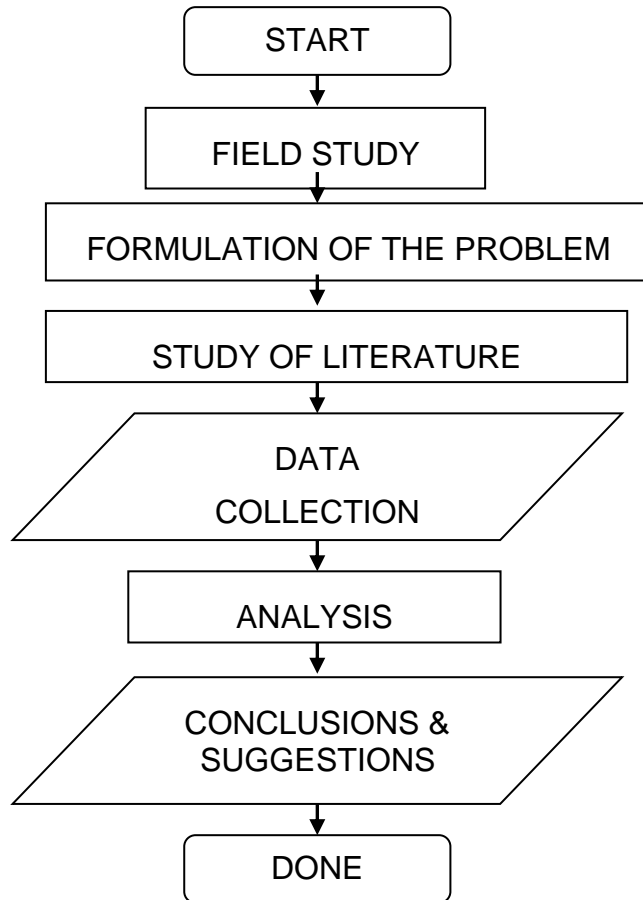 START
FIELD STUDY
FORMULATION OF THE PROBLEM
STUDY OF LITERATURE
DATA
COLLECTION
ANALYSIS
CONCLUSIONS &
SUGGESTIONS
DONE